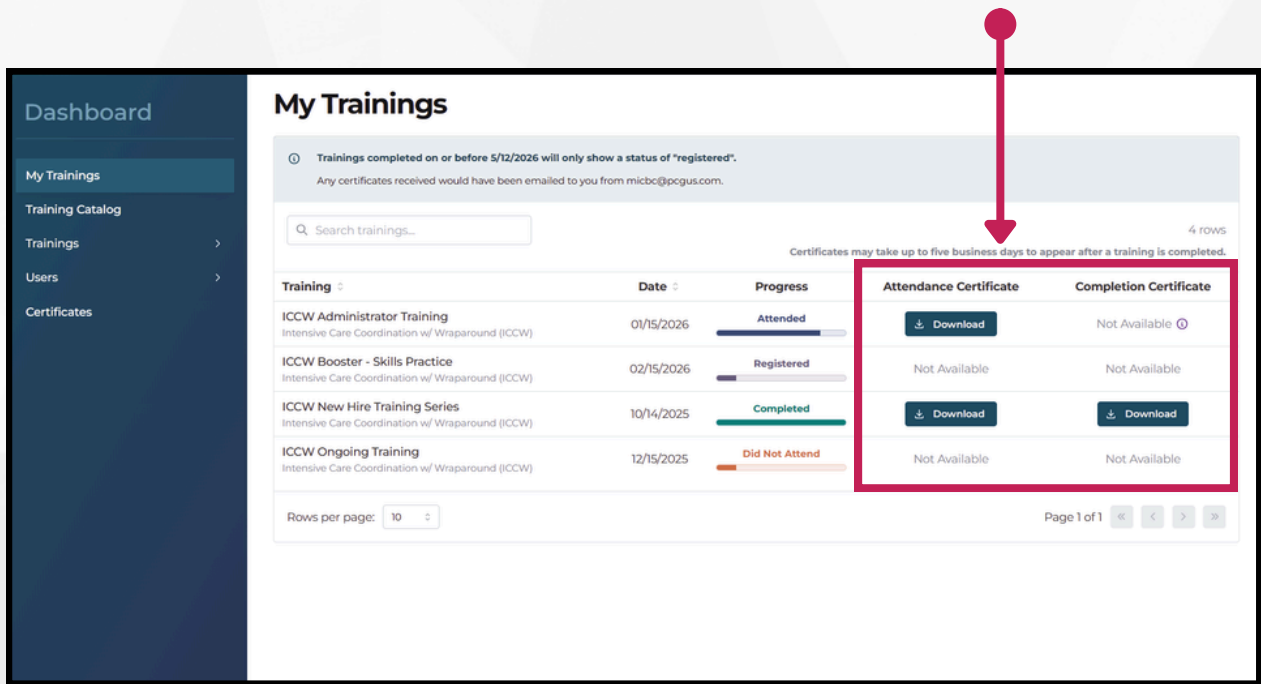 Dashboard
My Trainings
Training Catalog
Trainings
Users
Certificates
My Trainings
Trainings completed on or before 5/12/2026 will only show a status of "registered".
Any certificates received would have been emailed to you from micbc@pcgus.com.
Search trainings...
4 rows
Certificates may take up to five business days to appear after a training is completed.
Training Date Progress Attendance Certificate Completion Certificate
ICCW Administrator Training 01/15/2026 Attended Download Not Available
Intensive Care Coordination w/ Wraparound (ICCW)
ICCW Booster - Skills Practice 02/15/2026 Registered Not Available Not Available
Intensive Care Coordination w/ Wraparound (ICCW)
ICCW New Hire Training Series 10/14/2025 Completed Download Download
Intensive Care Coordination w/ Wraparound (ICCW)
ICCW Ongoing Training 12/15/2025 Did Not Attend Not Available Not Available
Intensive Care Coordination w/ Wraparound (ICCW)
Rows per page: 10 Page 1 of 1